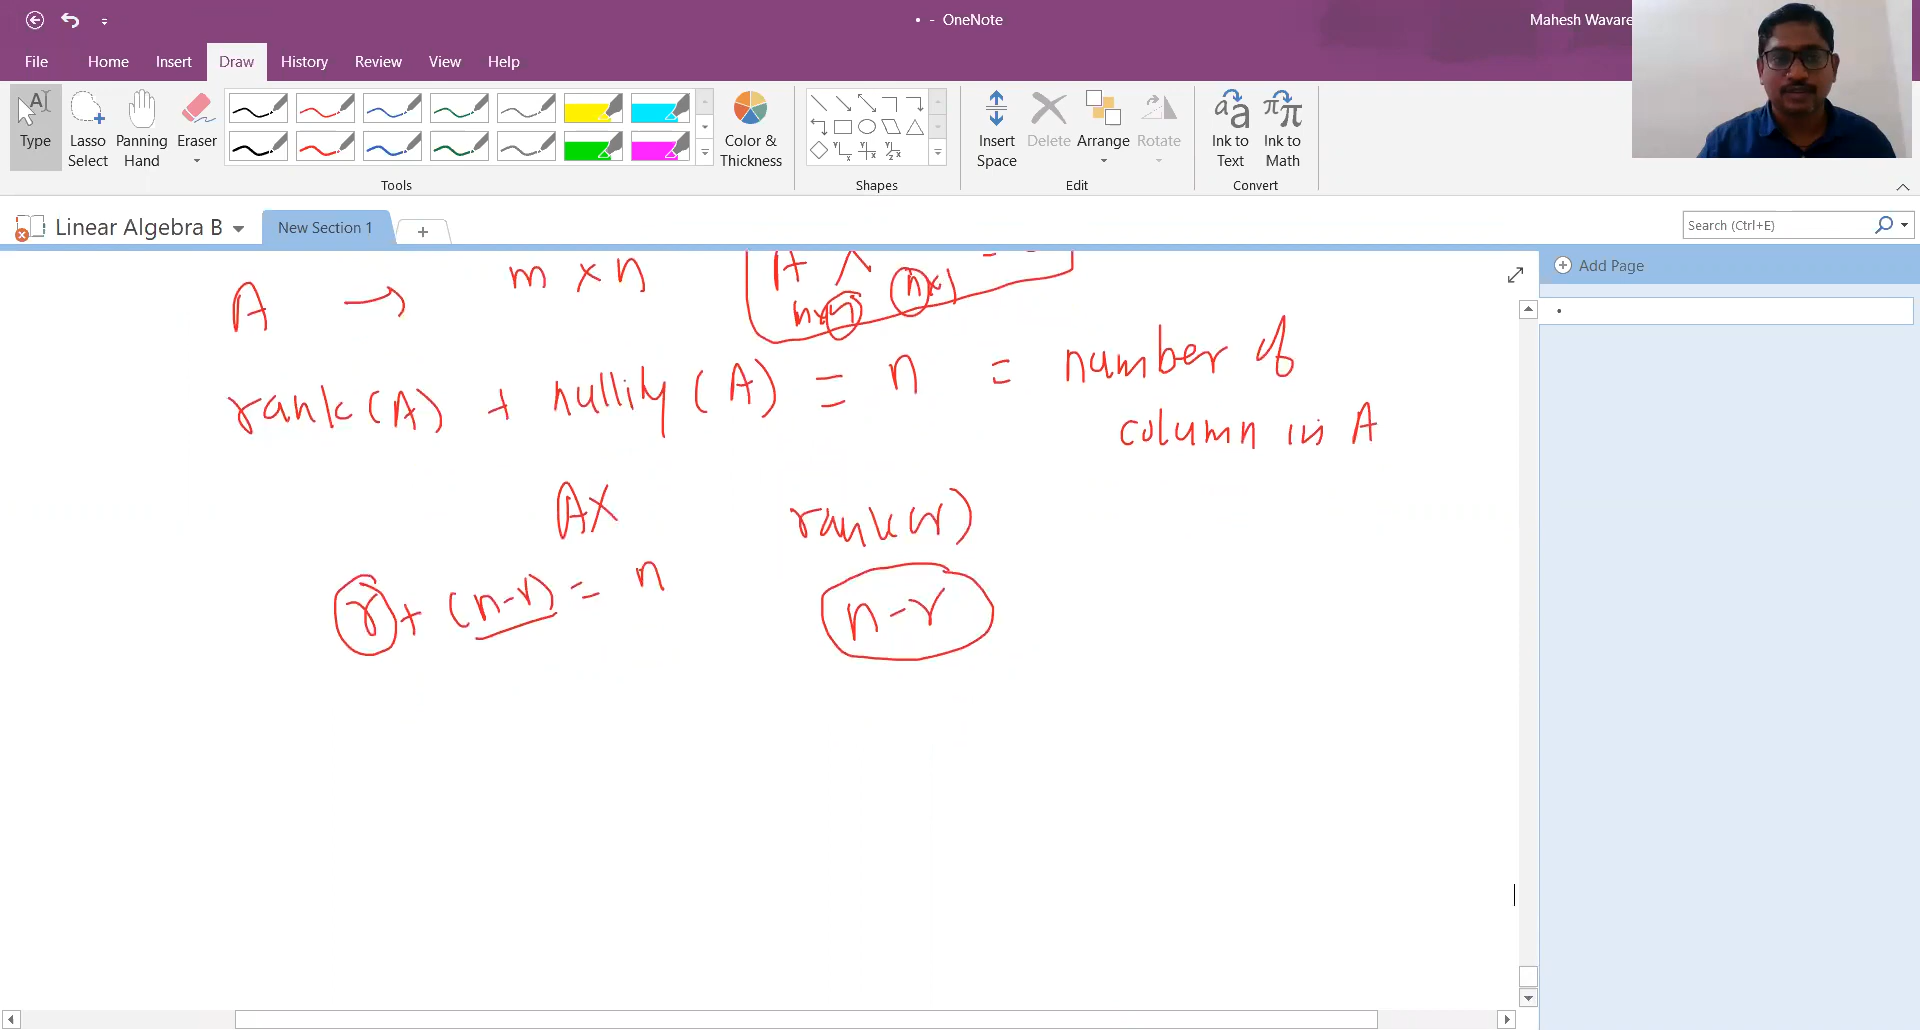 • - OneNote
Mahesh Wavare
File Home Insert Draw History Review View Help
Type
Lasso Select
Panning Hand
Eraser
Color & Thickness
Insert Space
Delete
Arrange
Rotate
Ink to Text
Ink to Math
Tools Shapes Edit Convert
Linear Algebra B
New Section 1
Search (Ctrl+E)
Add Page
A → m × n
n×1
rank(A) + nullity (A) = n = number of
column in A
AX rank(r)
r + (n-r) = n
n - r